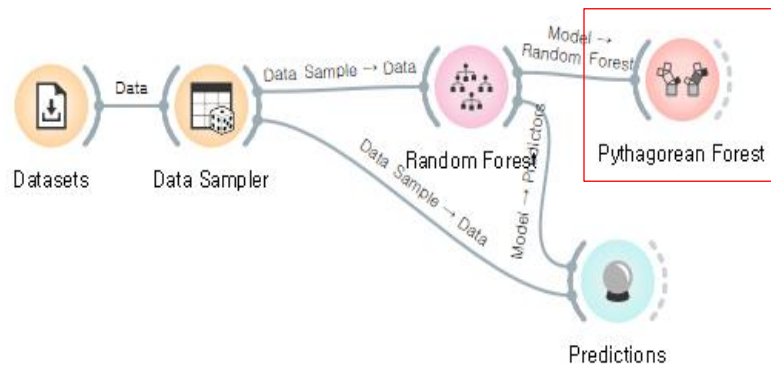 Data
Data Sample → Data
Model →
Random Forest
Datasets
Data Sampler
Random Forest
Pythagorean Forest
Data Sample → Data
Model → Predictors
Predictions